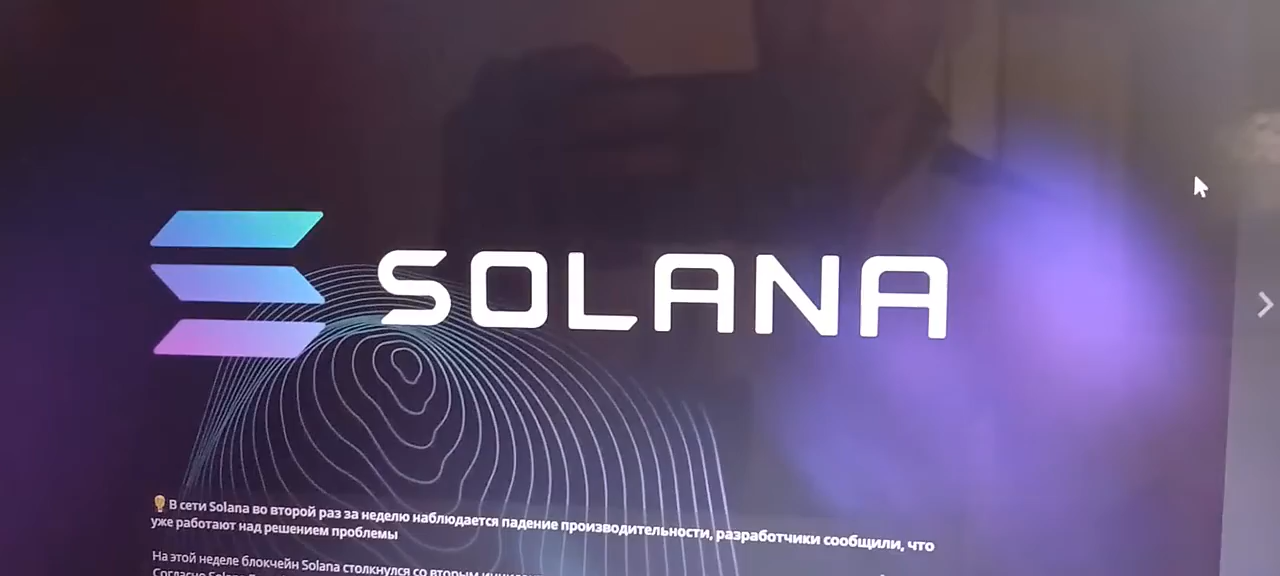 SOLANA
В сети Solana во второй раз за неделю наблюдается падение производительности, разработчики сообщили, что
уже работают над решением проблемы
На этой неделе блокчейн Solana столкнулся со вторым
Согласно